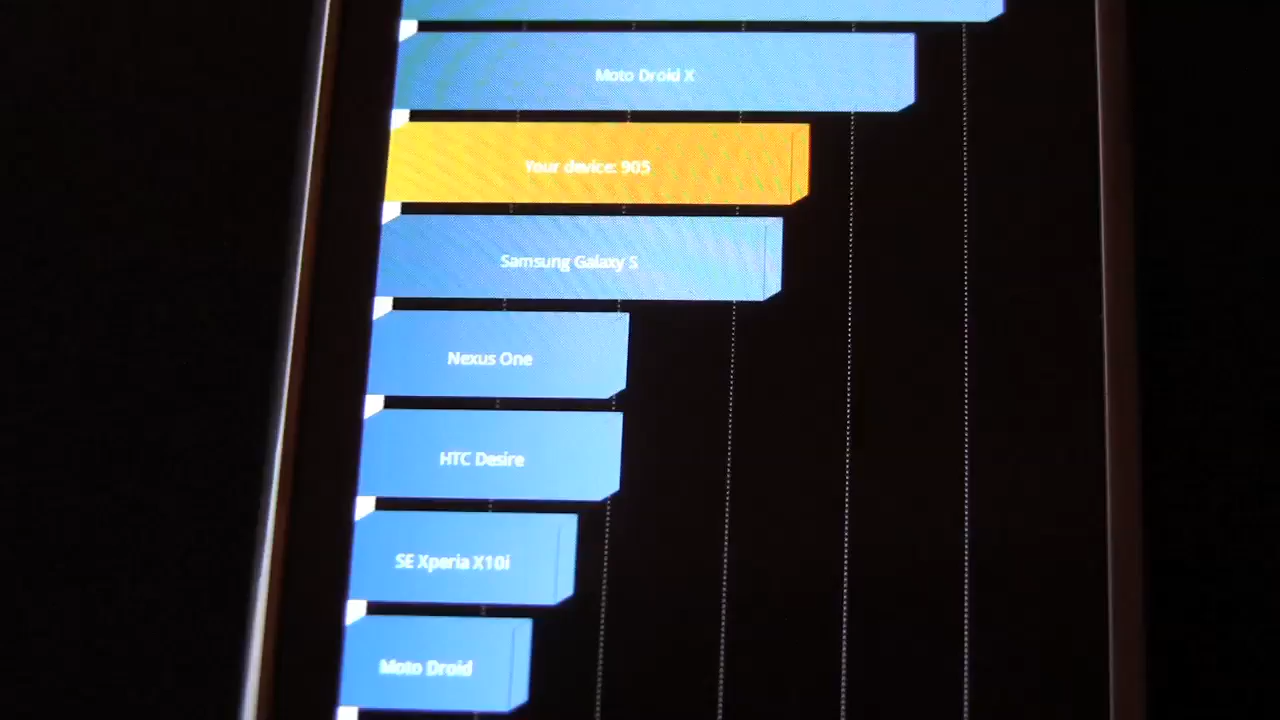 Moto Droid X
Your device: 905
Samsung Galaxy S
Nexus One
HTC Desire
SE Xperia X10i
Moto Droid